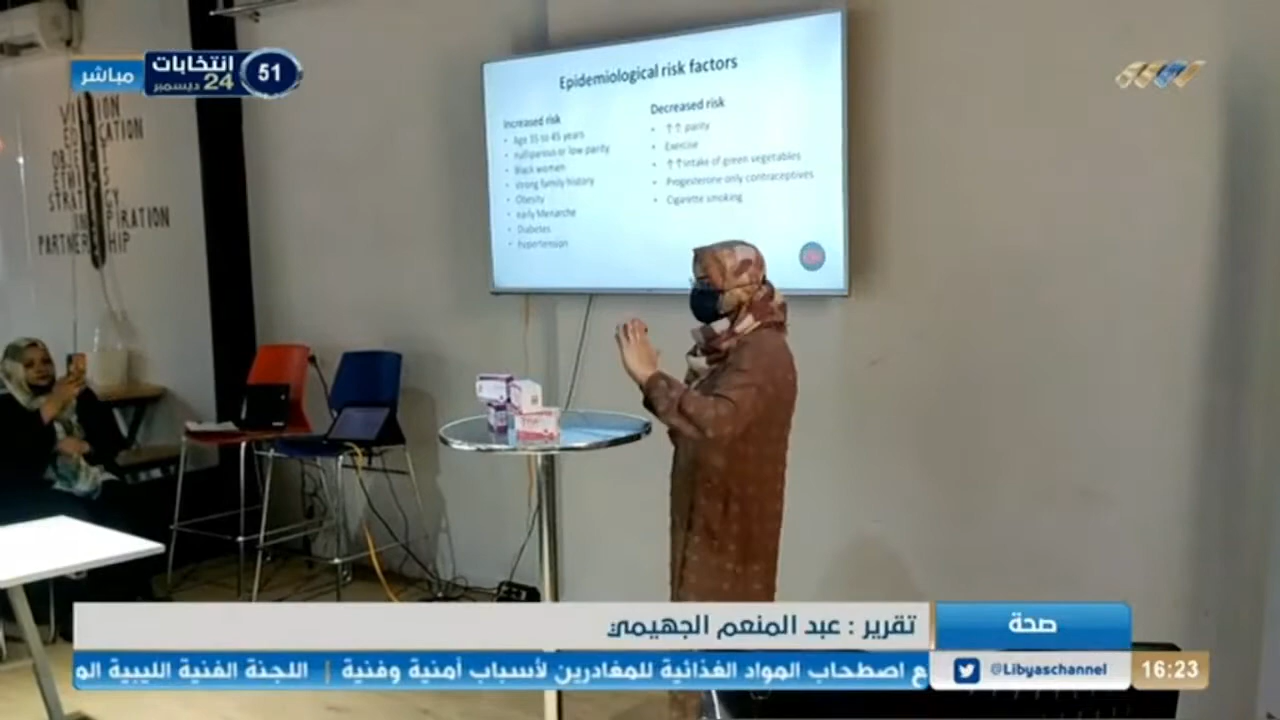 مباشر
انتخابات
24 ديسمبر
51
Epidemiological risk factors
Increased risk
• Age 35 to 45 years
• nulliparous or low parity
• Black women
• strong family history
• Obesity
• early Menarche
• Diabetes
• hypertension
Decreased risk
• ↑↑ parity
• Exercise
• ↑↑intake of green vegetables
• Progesterone only contraceptives
• Cigarette smoking
PARTNERSHIP
صحة
تقرير : عبد المنعم الجهيمي
ع اصطحاب المواد الغذائية للمغادرين لأسباب أمنية وفنية | اللجنة الفنية الليبية الم
@Libyaschannel
16:23